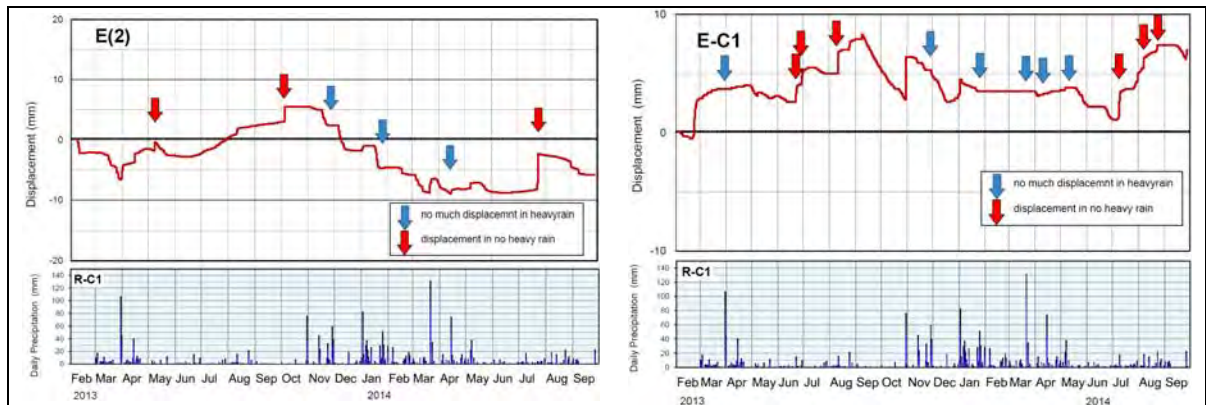 E(2)
20
10
0
-10
-20
Displacement (mm)
no much displacemnt in heavyrain
displacement in no heavy rain
R-C1
140
120
100
80
60
40
20
0
Daily Precipitation (mm)
Feb Mar Apr May Jun Jul Aug Sep Oct Nov Dec Jan Feb Mar Apr May Jun Jul Aug Sep
2013 2014
E-C1
10
0
-10
Displacement (mm)
no much displacemnt in heavyrain
displacement in no heavy rain
R-C1
140
120
100
80
60
40
20
0
Daily Precipitation (mm)
Feb Mar Apr May Jun Jul Aug Sep Oct Nov Dec Jan Feb Mar Apr May Jun Jul Aug Sep
2013 2014